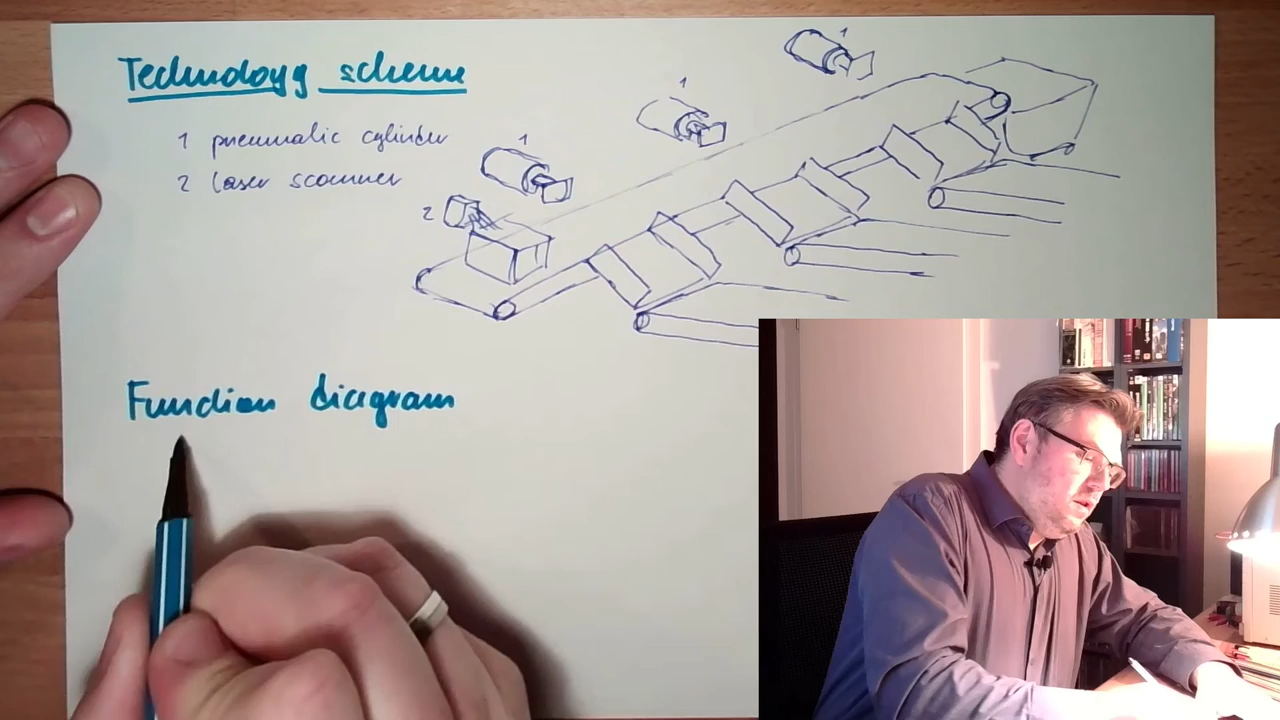 Technology scheme
1 pneumatic cylinder
2 laser scanner
1
1
1
2
Function diagram